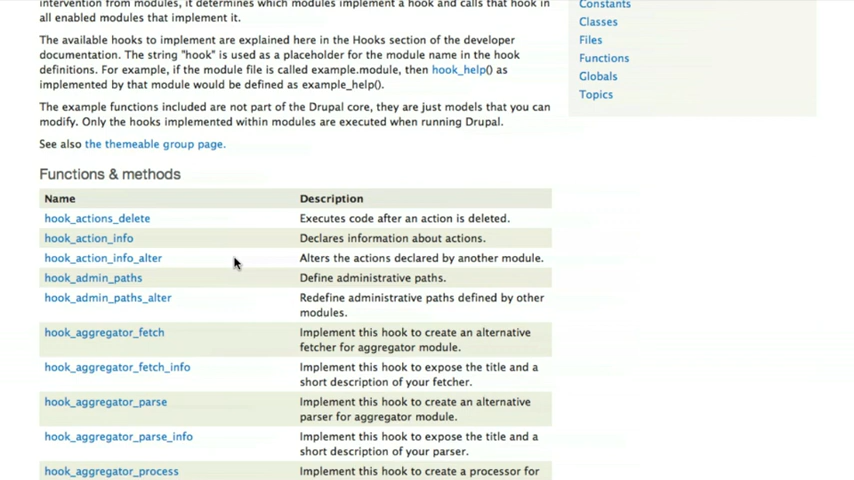 intervention from modules, it determines which modules implement a hook and calls that hook in
all enabled modules that implement it.
The available hooks to implement are explained here in the Hooks section of the developer
documentation. The string "hook" is used as a placeholder for the module name in the hook
definitions. For example, if the module file is called example.module, then hook_help() as
implemented by that module would be defined as example_help().
The example functions included are not part of the Drupal core, they are just models that you can
modify. Only the hooks implemented within modules are executed when running Drupal.
See also the themeable group page.
Functions & methods
Name Description
hook_actions_delete Executes code after an action is deleted.
hook_action_info Declares information about actions.
hook_action_info_alter Alters the actions declared by another module.
hook_admin_paths Define administrative paths.
hook_admin_paths_alter Redefine administrative paths defined by other
modules.
hook_aggregator_fetch Implement this hook to create an alternative
fetcher for aggregator module.
hook_aggregator_fetch_info Implement this hook to expose the title and a
short description of your fetcher.
hook_aggregator_parse Implement this hook to create an alternative
parser for aggregator module.
hook_aggregator_parse_info Implement this hook to expose the title and a
short description of your parser.
hook_aggregator_process Implement this hook to create a processor for
Constants
Classes
Files
Functions
Globals
Topics